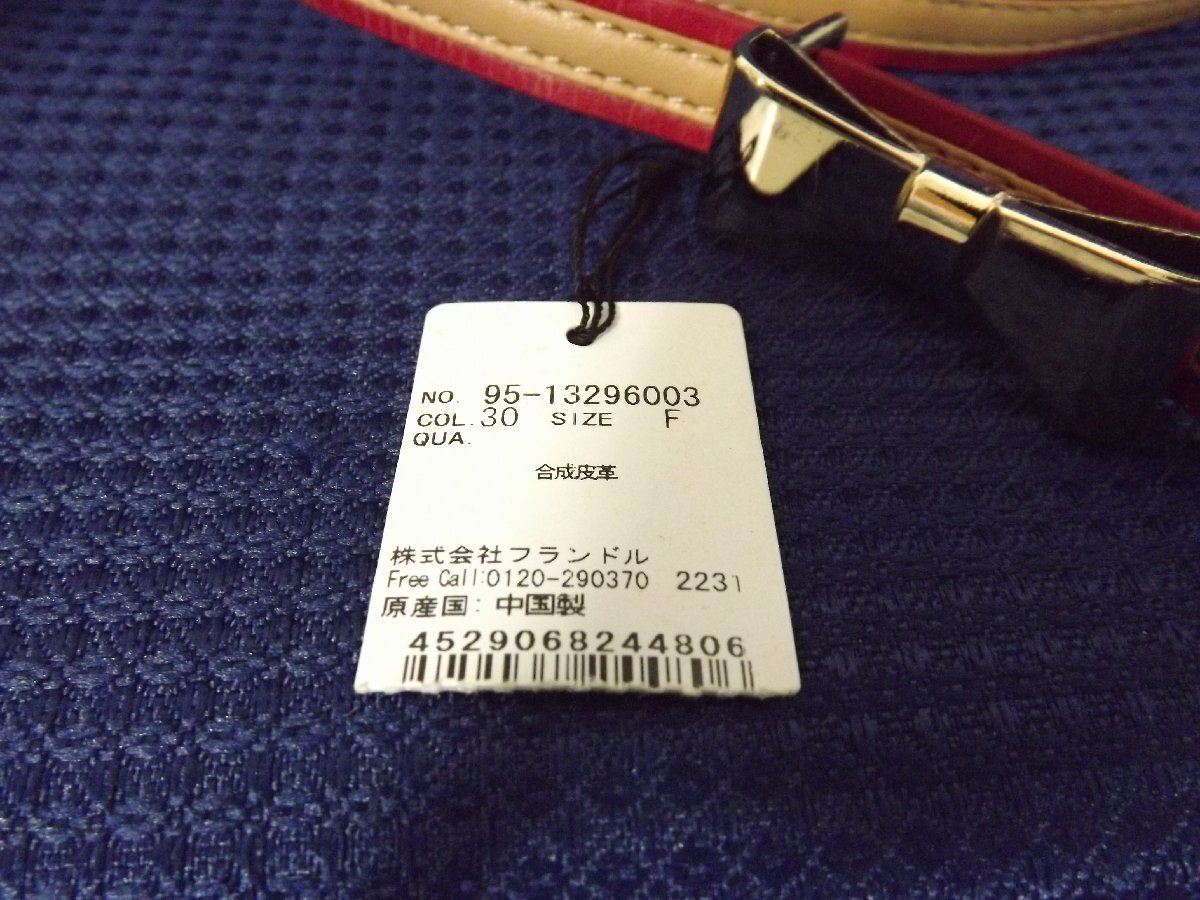 NO. 95-13296003
COL. 30 SIZE F
QUA.
合成皮革
株式会社フランドル
Free Call:0120-290370 2231
原産国: 中国製
4529068244806